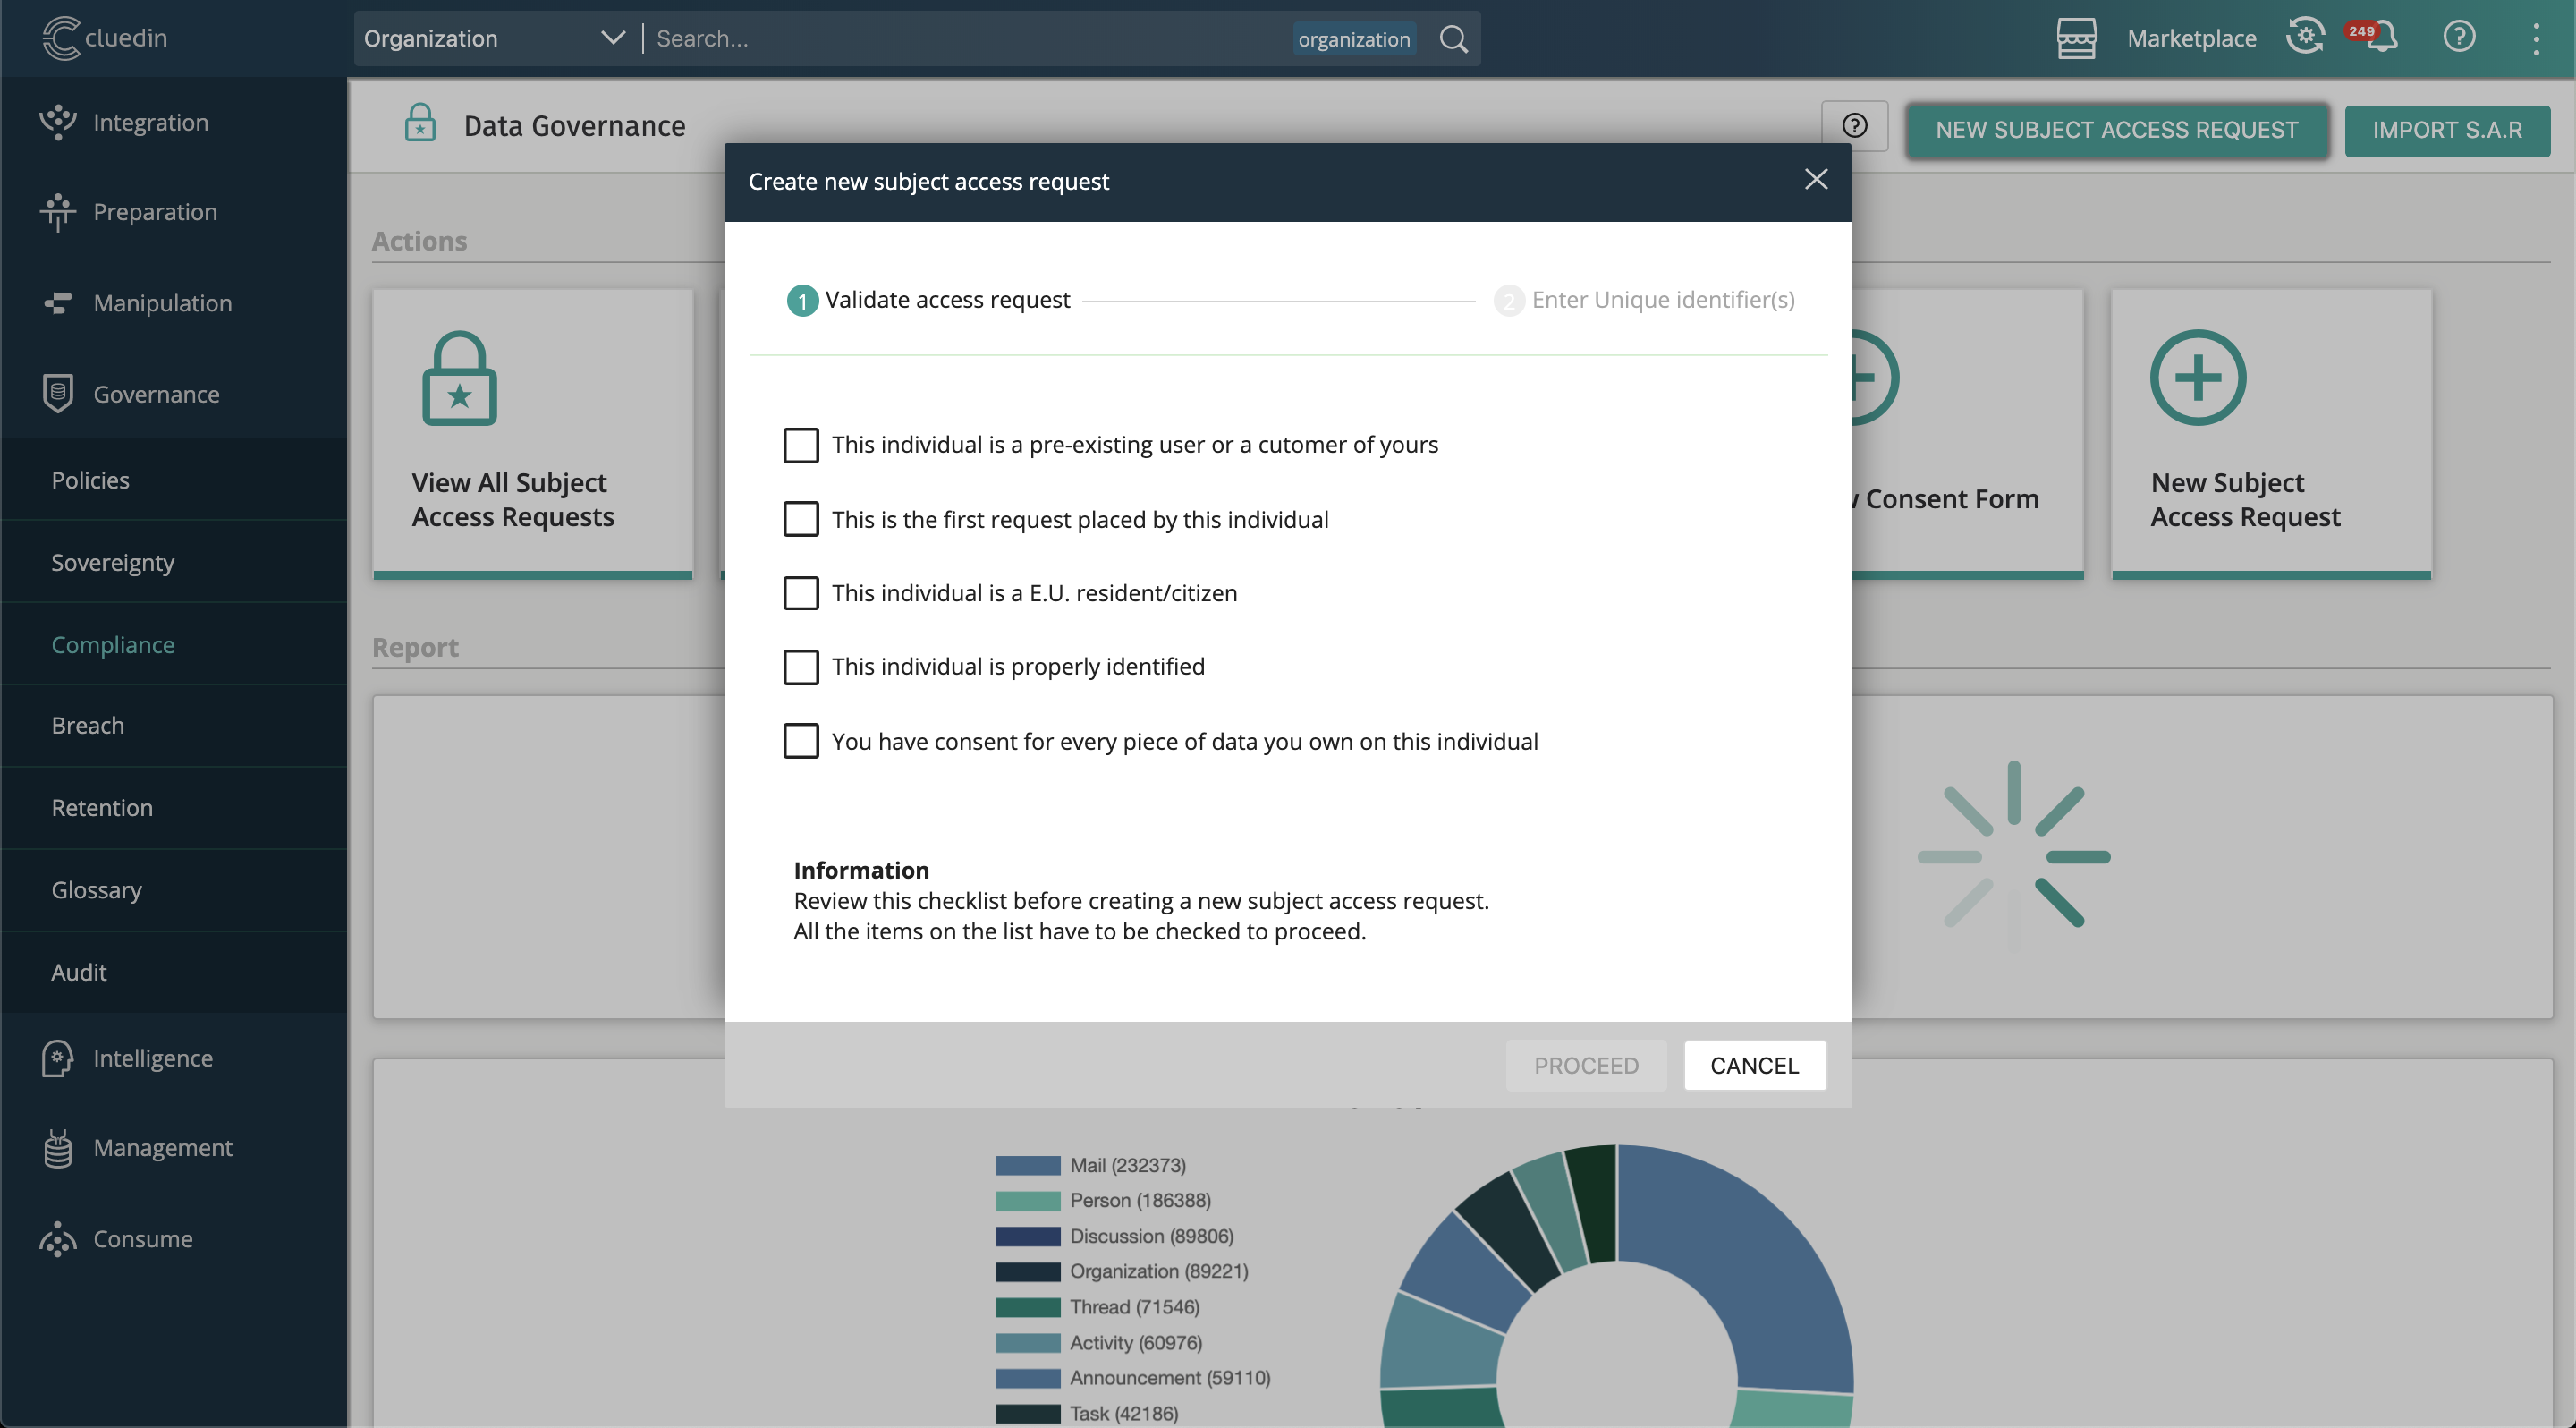 cluedin
Organization
Search...
organization
Marketplace
249
Integration
Preparation
Manipulation
Governance
Policies
Sovereignty
Compliance
Breach
Retention
Glossary
Audit
Intelligence
Management
Consume
Data Governance
NEW SUBJECT ACCESS REQUEST
IMPORT S.A.R
Actions
View All Subject
Access Requests
Consent Form
New Subject
Access Request
Report
Create new subject access request
1 Validate access request
2 Enter Unique identifier(s)
This individual is a pre-existing user or a cutomer of yours
This is the first request placed by this individual
This individual is a E.U. resident/citizen
This individual is properly identified
You have consent for every piece of data you own on this individual
Information
Review this checklist before creating a new subject access request.
All the items on the list have to be checked to proceed.
PROCEED
CANCEL
Mail (232373)
Person (186388)
Discussion (89806)
Organization (89221)
Thread (71546)
Activity (60976)
Announcement (59110)
Task (42186)